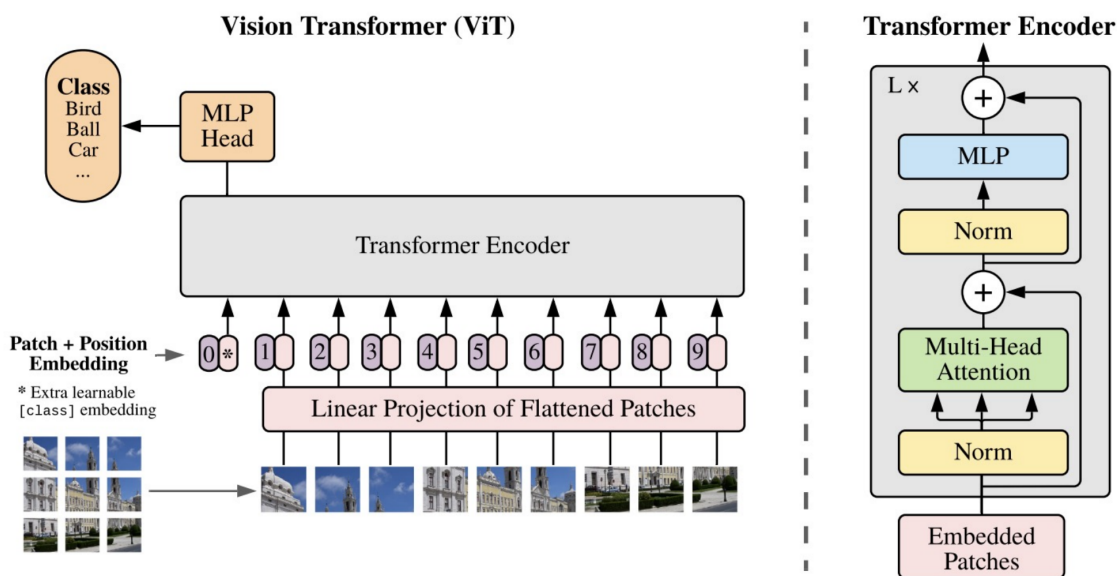 Vision Transformer (ViT)
Class
Bird
Ball
Car
...
MLP
Head
Transformer Encoder
0 * 1 2 3 4 5 6 7 8 9
Patch + Position
Embedding
* Extra learnable
[class] embedding
Linear Projection of Flattened Patches
Transformer Encoder
L ×
+
MLP
Norm
+
Multi-Head
Attention
Norm
Embedded
Patches